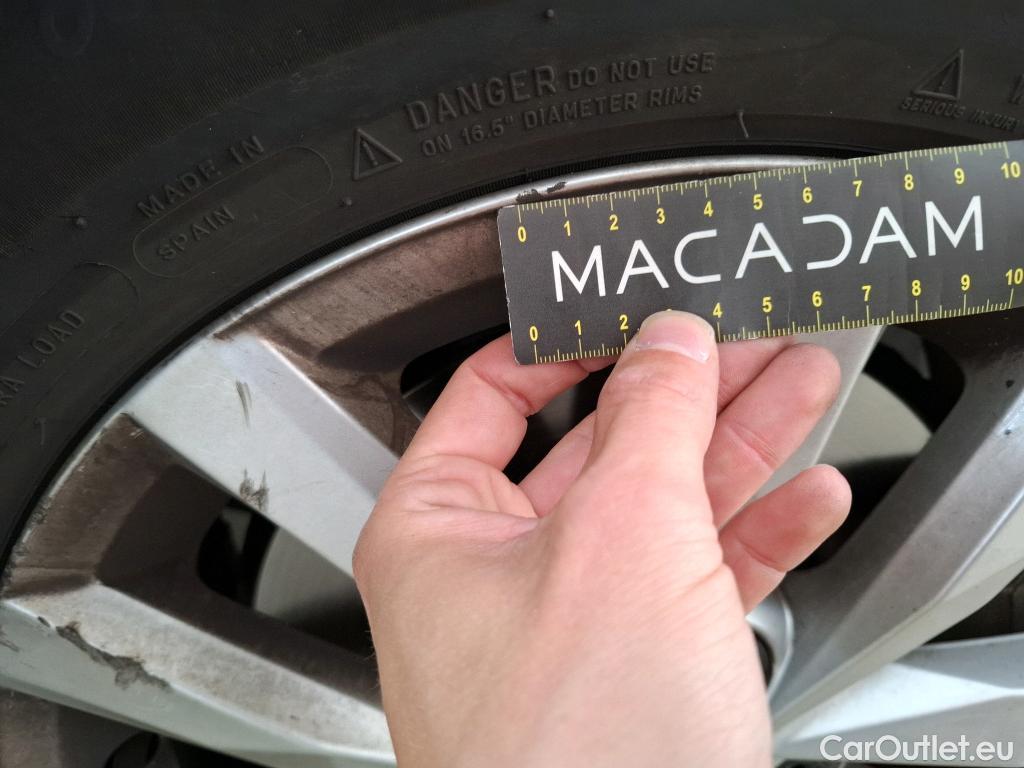 DANGER DO NOT USE
ON 16.5" DIAMETER RIMS
SERIOUS INJURY
MADE IN
SPAIN
RA LOAD
0 1 2 3 4 5 6 7 8 9 10
MACADAM
0 1 2 4 5 6 7 8 9 10
CarOutlet.eu